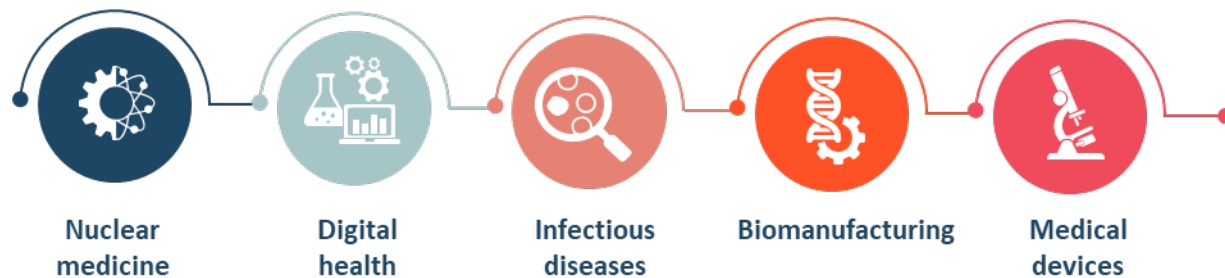 Nuclear
medicine
Digital
health
Infectious
diseases
Biomanufacturing
Medical
devices